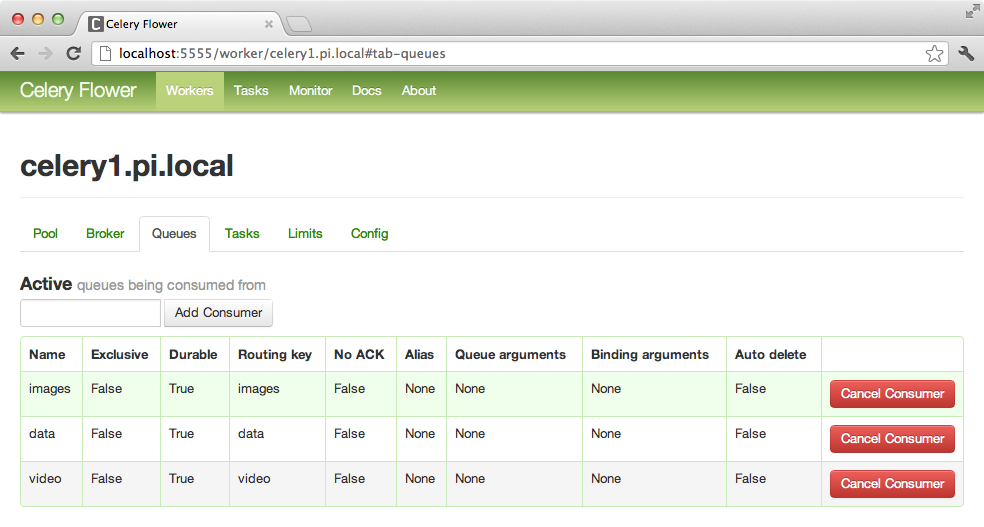 Celery Flower
localhost:5555/worker/celery1.pi.local#tab-queues
Celery Flower Workers Tasks Monitor Docs About
celery1.pi.local
Pool Broker Queues Tasks Limits Config
Active queues being consumed from
Add Consumer
Name Exclusive Durable Routing key No ACK Alias Queue arguments Binding arguments Auto delete
images False True images False None None None False Cancel Consumer
data False True data False None None None False Cancel Consumer
video False True video False None None None False Cancel Consumer